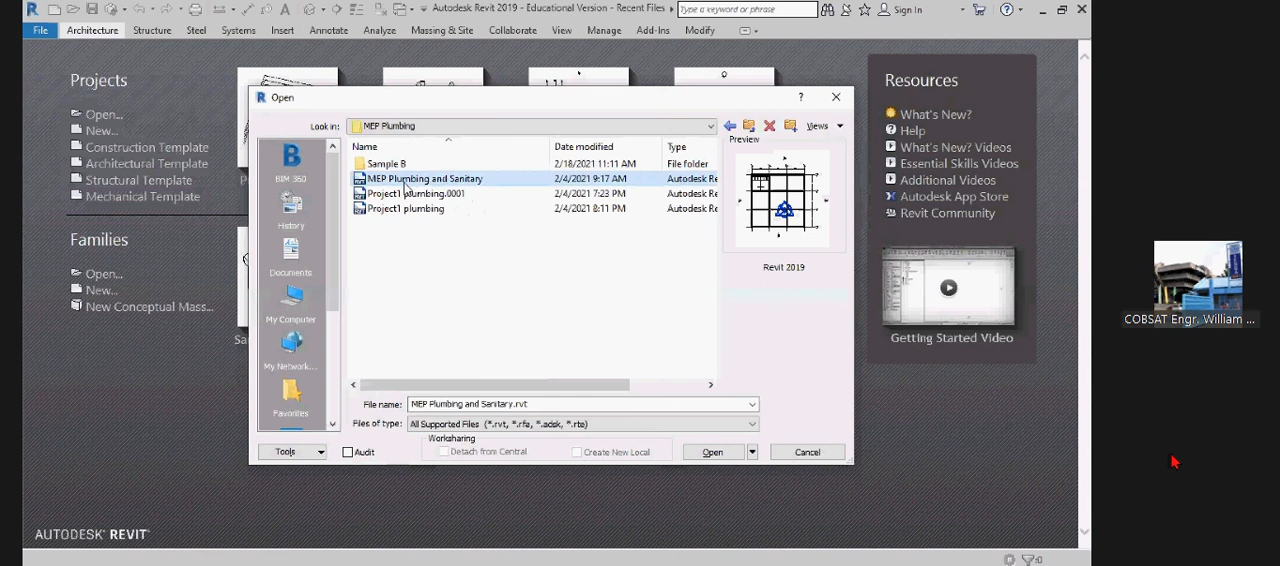 Autodesk Revit 2019 - Educational Version - Recent Files
Type a keyword or phrase
Sign In
File Architecture Structure Steel Systems Insert Annotate Analyze Massing & Site Collaborate View Manage Add-Ins Modify
Projects
Open...
New...
Construction Template
Architectural Template
Structural Template
Mechanical Template
Families
Open...
New...
New Conceptual Mass...
Open
Look in: MEP Plumbing
Views
Name Date modified Type
Sample B 2/18/2021 11:11 AM File folder
MEP Plumbing and Sanitary 2/4/2021 9:17 AM Autodesk Re
Project1 plumbing.0001 2/4/2021 7:23 PM Autodesk Re
Project1 plumbing 2/4/2021 8:11 PM Autodesk Re
BIM 360
History
Documents
My Computer
My Network...
Favorites
Preview
Revit 2019
File name: MEP Plumbing and Sanitary.rvt
Files of type: All Supported Files (*.rvt, *.rfa, *.adsk, *.rte)
Worksharing
Tools Audit Detach from Central Create New Local Open Cancel
Resources
What's New?
Help
What's New? Videos
Essential Skills Videos
Additional Videos
Autodesk App Store
Revit Community
Getting Started Video
AUTODESK® REVIT®
:0
COBSAT Engr. William ...